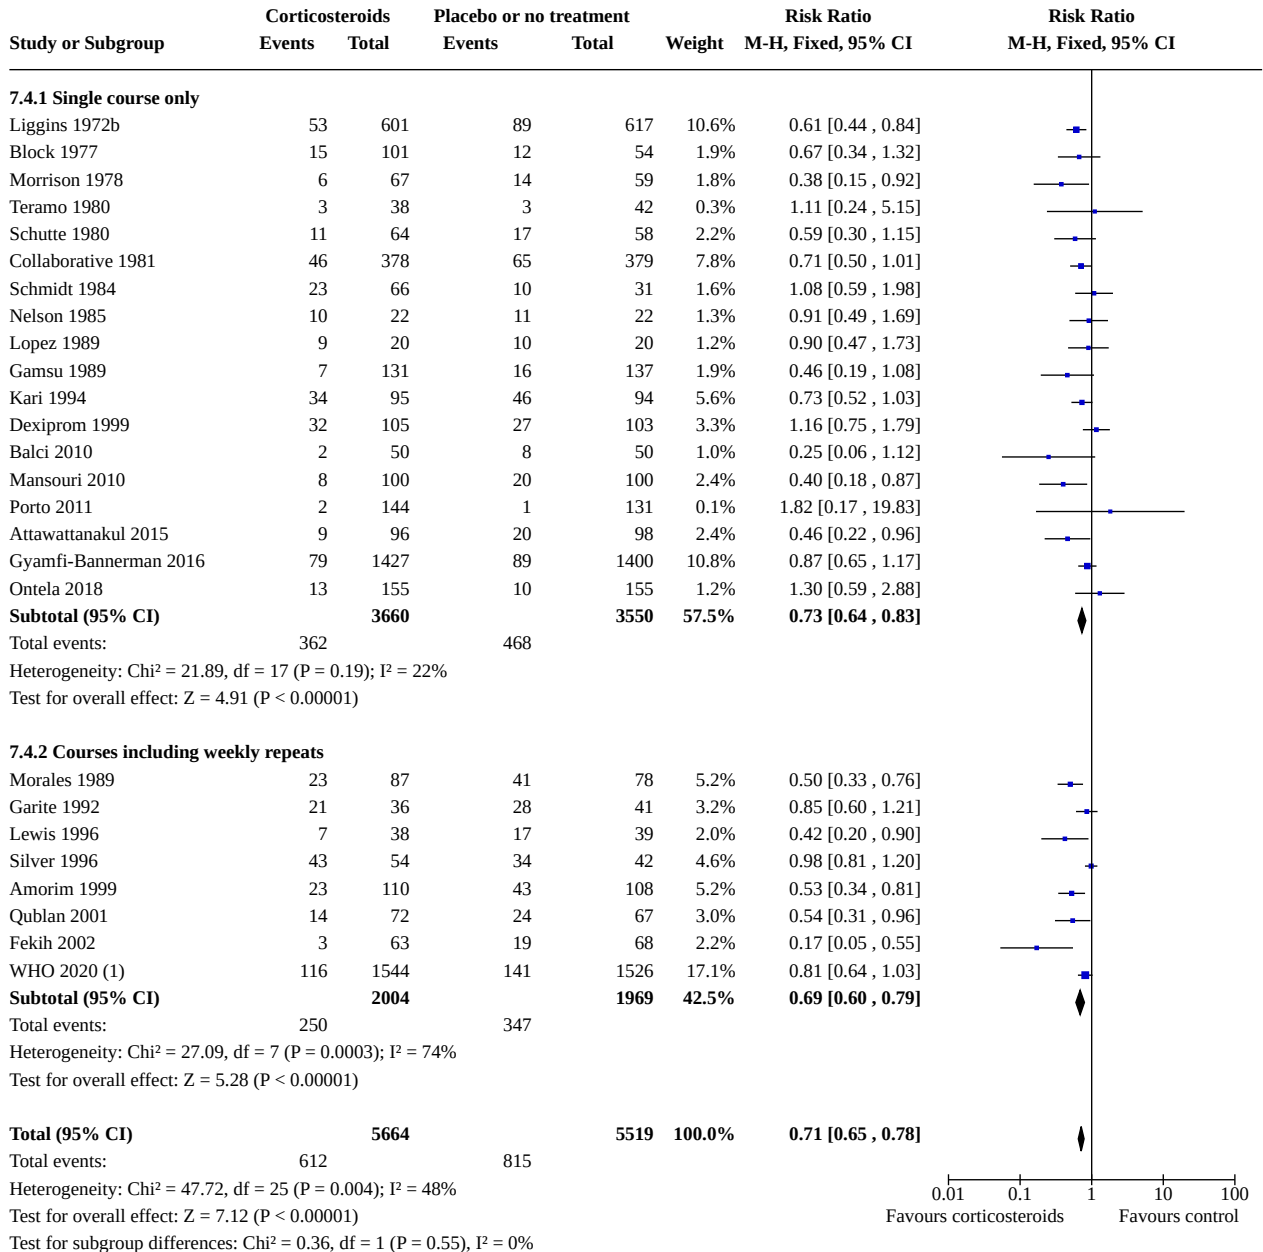 Corticosteroids Placebo or no treatment Risk Ratio Risk Ratio
Study or Subgroup Events Total Events Total Weight M-H, Fixed, 95% CI M-H, Fixed, 95% CI
7.4.1 Single course only
Liggins 1972b 53 601 89 617 10.6% 0.61 [0.44 , 0.84]
Block 1977 15 101 12 54 1.9% 0.67 [0.34 , 1.32]
Morrison 1978 6 67 14 59 1.8% 0.38 [0.15 , 0.92]
Teramo 1980 3 38 3 42 0.3% 1.11 [0.24 , 5.15]
Schutte 1980 11 64 17 58 2.2% 0.59 [0.30 , 1.15]
Collaborative 1981 46 378 65 379 7.8% 0.71 [0.50 , 1.01]
Schmidt 1984 23 66 10 31 1.6% 1.08 [0.59 , 1.98]
Nelson 1985 10 22 11 22 1.3% 0.91 [0.49 , 1.69]
Lopez 1989 9 20 10 20 1.2% 0.90 [0.47 , 1.73]
Gamsu 1989 7 131 16 137 1.9% 0.46 [0.19 , 1.08]
Kari 1994 34 95 46 94 5.6% 0.73 [0.52 , 1.03]
Dexiprom 1999 32 105 27 103 3.3% 1.16 [0.75 , 1.79]
Balci 2010 2 50 8 50 1.0% 0.25 [0.06 , 1.12]
Mansouri 2010 8 100 20 100 2.4% 0.40 [0.18 , 0.87]
Porto 2011 2 144 1 131 0.1% 1.82 [0.17 , 19.83]
Attawattanakul 2015 9 96 20 98 2.4% 0.46 [0.22 , 0.96]
Gyamfi-Bannerman 2016 79 1427 89 1400 10.8% 0.87 [0.65 , 1.17]
Ontela 2018 13 155 10 155 1.2% 1.30 [0.59 , 2.88]
Subtotal (95% CI) 3660 3550 57.5% 0.73 [0.64 , 0.83]
Total events: 362 468
Heterogeneity: Chi² = 21.89, df = 17 (P = 0.19); I² = 22%
Test for overall effect: Z = 4.91 (P < 0.00001)
7.4.2 Courses including weekly repeats
Morales 1989 23 87 41 78 5.2% 0.50 [0.33 , 0.76]
Garite 1992 21 36 28 41 3.2% 0.85 [0.60 , 1.21]
Lewis 1996 7 38 17 39 2.0% 0.42 [0.20 , 0.90]
Silver 1996 43 54 34 42 4.6% 0.98 [0.81 , 1.20]
Amorim 1999 23 110 43 108 5.2% 0.53 [0.34 , 0.81]
Qublan 2001 14 72 24 67 3.0% 0.54 [0.31 , 0.96]
Fekih 2002 3 63 19 68 2.2% 0.17 [0.05 , 0.55]
WHO 2020 (1) 116 1544 141 1526 17.1% 0.81 [0.64 , 1.03]
Subtotal (95% CI) 2004 1969 42.5% 0.69 [0.60 , 0.79]
Total events: 250 347
Heterogeneity: Chi² = 27.09, df = 7 (P = 0.0003); I² = 74%
Test for overall effect: Z = 5.28 (P < 0.00001)
Total (95% CI) 5664 5519 100.0% 0.71 [0.65 , 0.78]
Total events: 612 815
Heterogeneity: Chi² = 47.72, df = 25 (P = 0.004); I² = 48%
0.01 0.1 1 10 100
Test for overall effect: Z = 7.12 (P < 0.00001) Favours corticosteroids Favours control
Test for subgroup differences: Chi² = 0.36, df = 1 (P = 0.55), I² = 0%